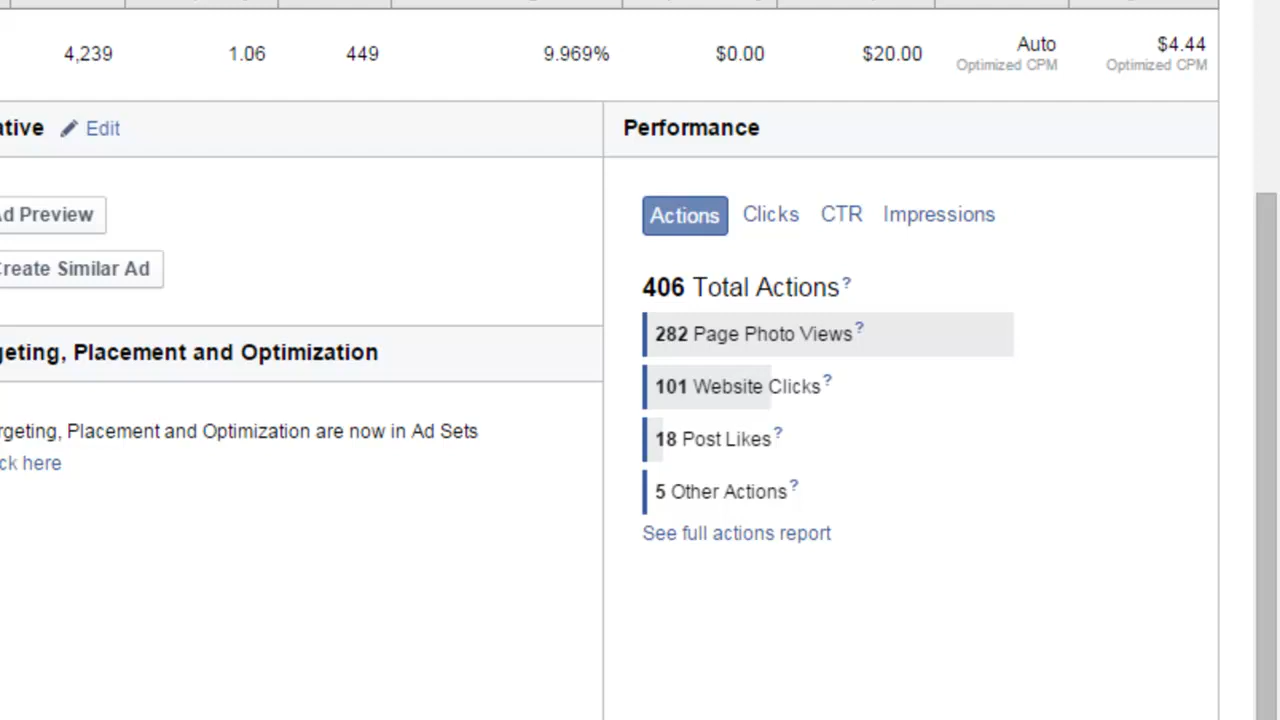 4,239 1.06 449 9.969% $0.00 $20.00 Auto $4.44
Optimized CPM Optimized CPM
ative Edit
Performance
Ad Preview
Create Similar Ad
geting, Placement and Optimization
rgeting, Placement and Optimization are now in Ad Sets
ck here
Actions Clicks CTR Impressions
406 Total Actions?
282 Page Photo Views?
101 Website Clicks?
18 Post Likes?
5 Other Actions?
See full actions report